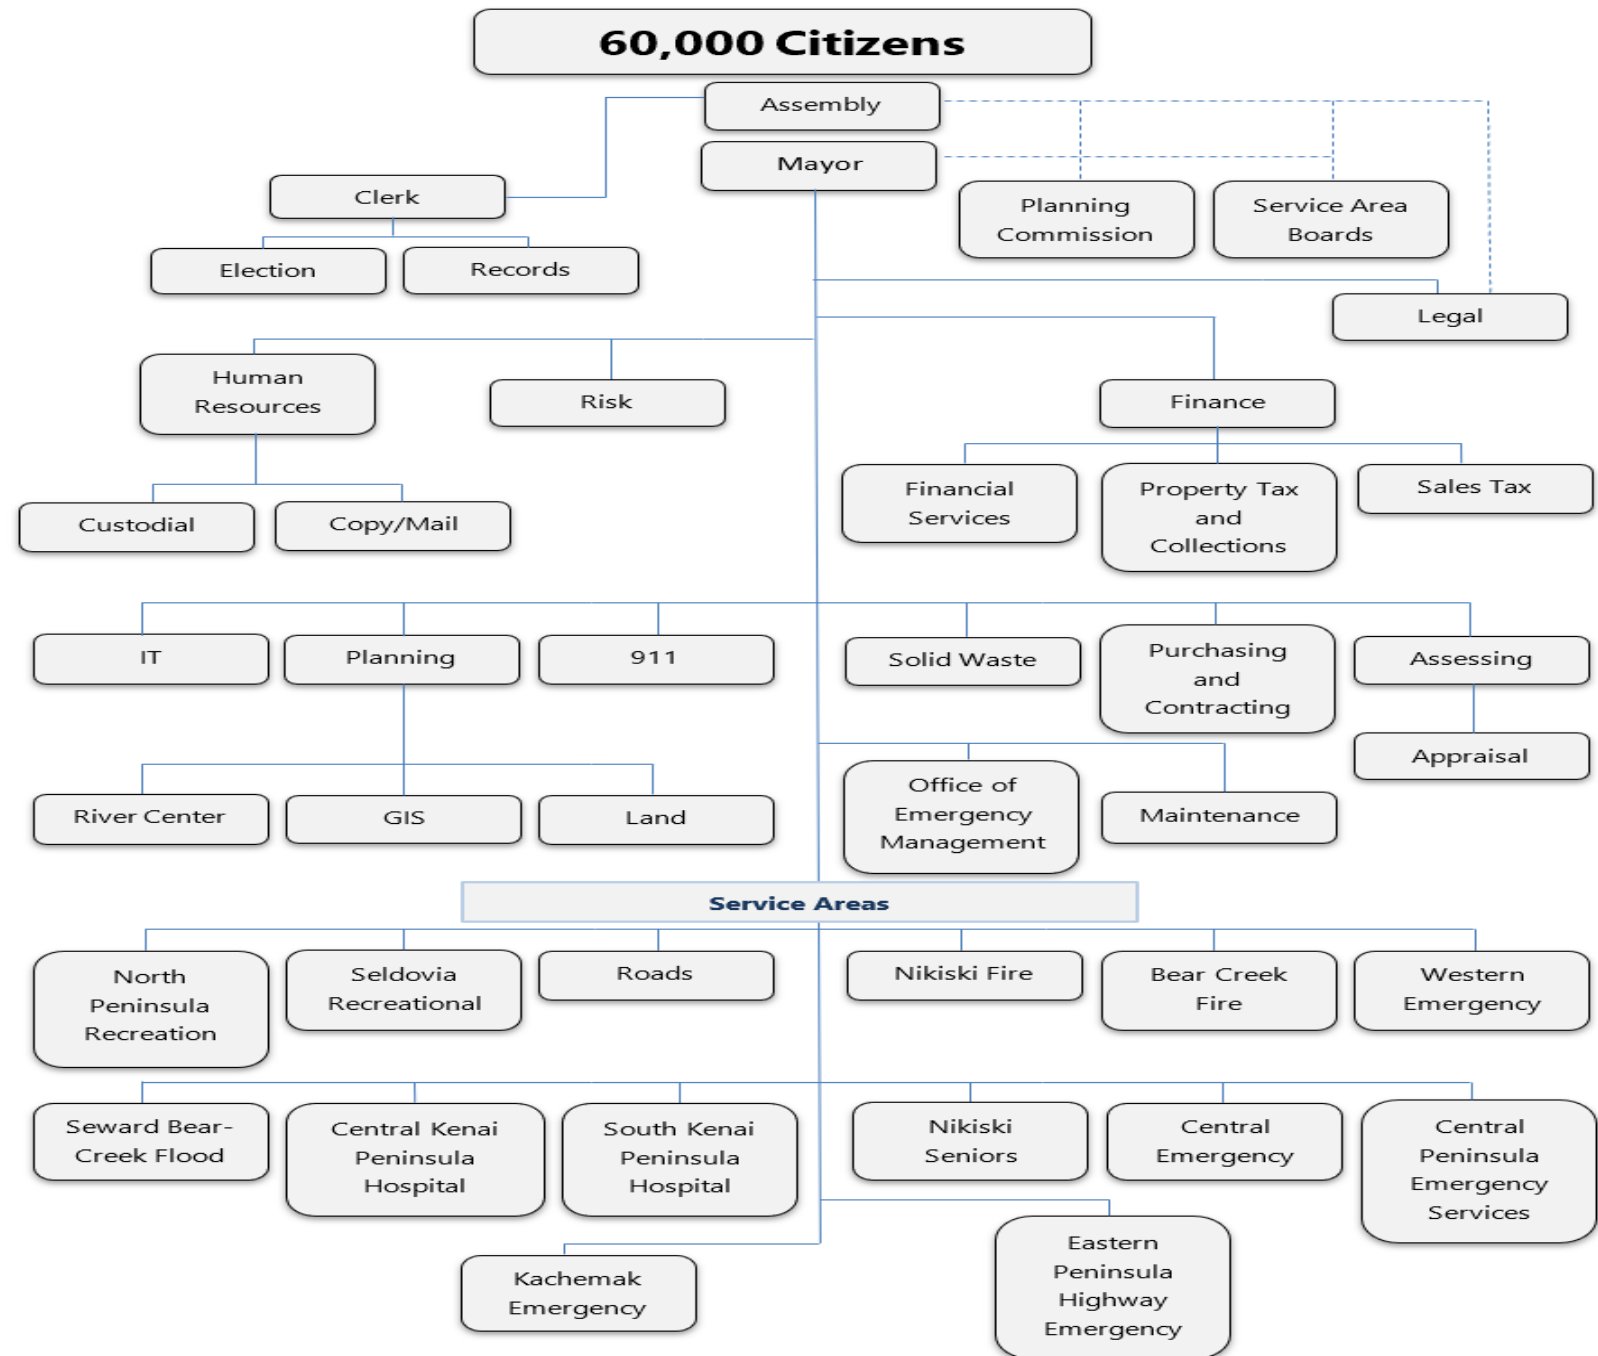 60,000 Citizens
Assembly
Mayor
Clerk
Planning
Commission
Service Area
Boards
Election
Records
Legal
Human
Resources
Risk
Finance
Custodial
Copy/Mail
Financial
Services
Property Tax
and
Collections
Sales Tax
IT
Planning
911
Solid Waste
Purchasing
and
Contracting
Assessing
Appraisal
River Center
GIS
Land
Office of
Emergency
Management
Maintenance
Service Areas
North
Peninsula
Recreation
Seldovia
Recreational
Roads
Nikiski Fire
Bear Creek
Fire
Western
Emergency
Seward Bear-
Creek Flood
Central Kenai
Peninsula
Hospital
South Kenai
Peninsula
Hospital
Nikiski
Seniors
Central
Emergency
Central
Peninsula
Emergency
Services
Kachemak
Emergency
Eastern
Peninsula
Highway
Emergency